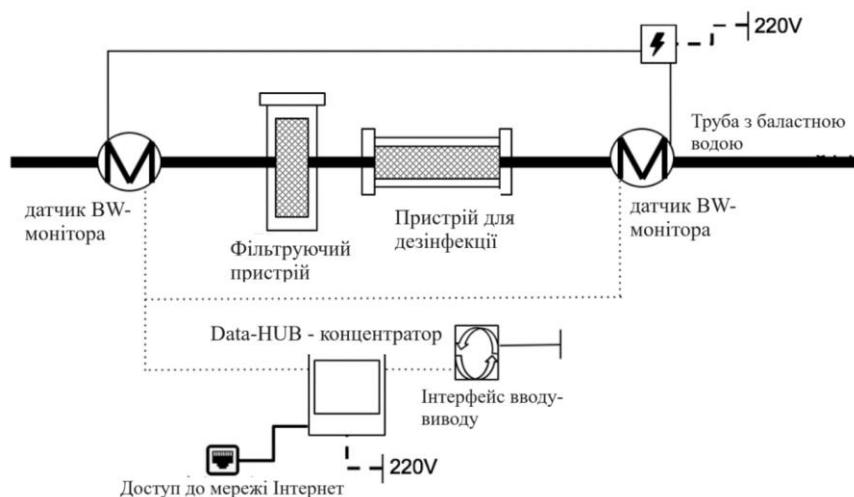 220V
Труба з баластною
водою
датчик BW-
монітора
Фільтруючий
пристрій
Пристрій для
дезінфекції
датчик BW-
монітора
Data-HUB - концентратор
Інтерфейс вводу-
виводу
220V
Доступ до мережі Інтернет